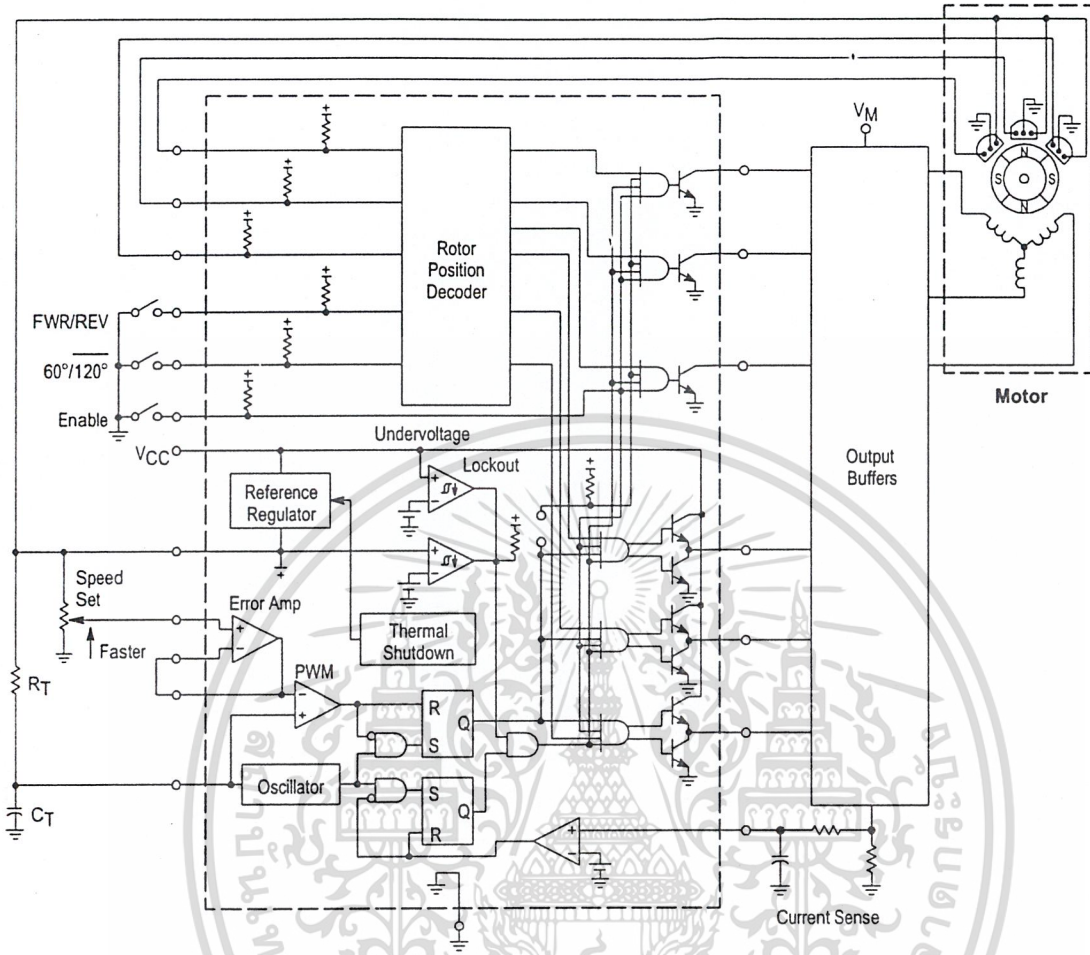 V_M
N
S
S
N
Rotor
Position
Decoder
FWR/REV
60°/120°
Enable
Motor
V_CC
Undervoltage
Lockout
Output
Buffers
Reference
Regulator
Speed
Set
Error Amp
Faster
Thermal
Shutdown
R_T
PWM
R
Q
S
Oscillator
S
Q
R
C_T
Current Sense